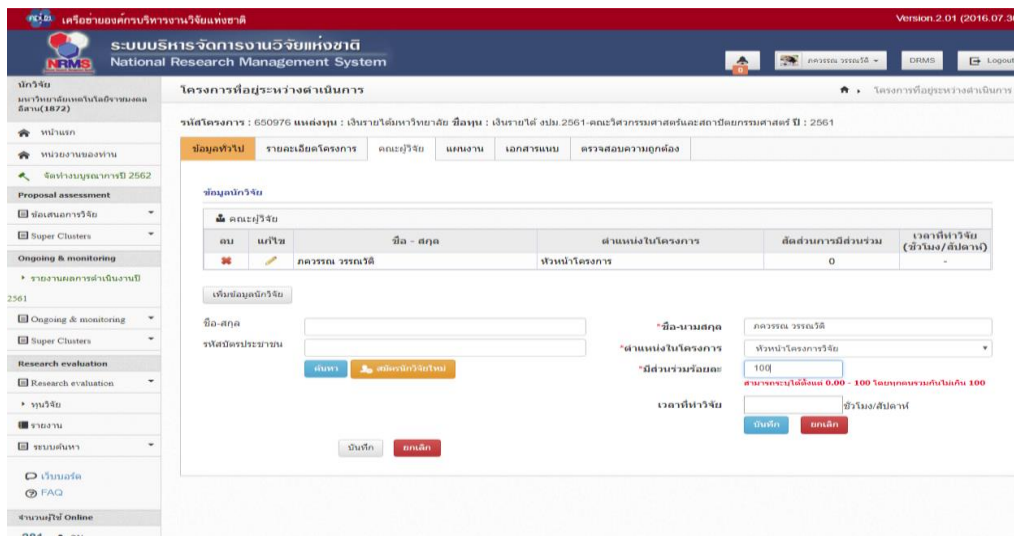 เครือข่ายองค์กรบริหารงานวิจัยแห่งชาติ
Version.2.01 (2016.07.30
NRMS
ระบบบริหารจัดการงานวิจัยแห่งชาติ
National Research Management System
0
ภควรรณ วรรณวัติ
DRMS
Logout
นักวิจัย
มหาวิทยาลัยเทคโนโลยีราชมงคล
อีสาน(1872)
หน้าแรก
หน่วยงานของท่าน
จัดทำงบบูรณาการปี 2562
Proposal assessment
ข้อเสนอการวิจัย
Super Clusters
Ongoing & monitoring
รายงานผลการดำเนินงานปี
2561
Ongoing & monitoring
Super Clusters
Research evaluation
Research evaluation
ทุนวิจัย
รายงาน
ระบบค้นหา
เว็บบอร์ด
FAQ
จำนวนผู้ใช้ Online
โครงการที่อยู่ระหว่างดำเนินการ
โครงการที่อยู่ระหว่างดำเนินการ
รหัสโครงการ : 650976 แหล่งทุน : เงินรายได้มหาวิทยาลัย ชื่อทุน : เงินรายได้ งปม.2561-คณะวิศวกรรมศาสตร์และสถาปัตยกรรมศาสตร์ ปี : 2561
ข้อมูลทั่วไป รายละเอียดโครงการ คณะผู้วิจัย แผนงาน เอกสารแนบ ตรวจสอบความถูกต้อง
ข้อมูลนักวิจัย
คณะผู้วิจัย
ลบ แก้ไข ชื่อ - สกุล ตำแหน่งในโครงการ สัดส่วนการมีส่วนร่วม เวลาที่ทำวิจัย
(ชั่วโมง/สัปดาห์)
ภควรรณ วรรณวัติ หัวหน้าโครงการ 0 -
เพิ่มข้อมูลนักวิจัย
ชื่อ-สกุล
*ชื่อ-นามสกุล ภควรรณ วรรณวัติ
รหัสบัตรประชาชน
*ตำแหน่งในโครงการ หัวหน้าโครงการวิจัย
ค้นหา สมัครนักวิจัยใหม่
*มีส่วนร่วมร้อยละ 100
สามารถระบุได้ตั้งแต่ 0.00 - 100 โดยทุกคนรวมกันไม่เกิน 100
เวลาที่ทำวิจัย ชั่วโมง/สัปดาห์
บันทึก ยกเลิก
บันทึก ยกเลิก